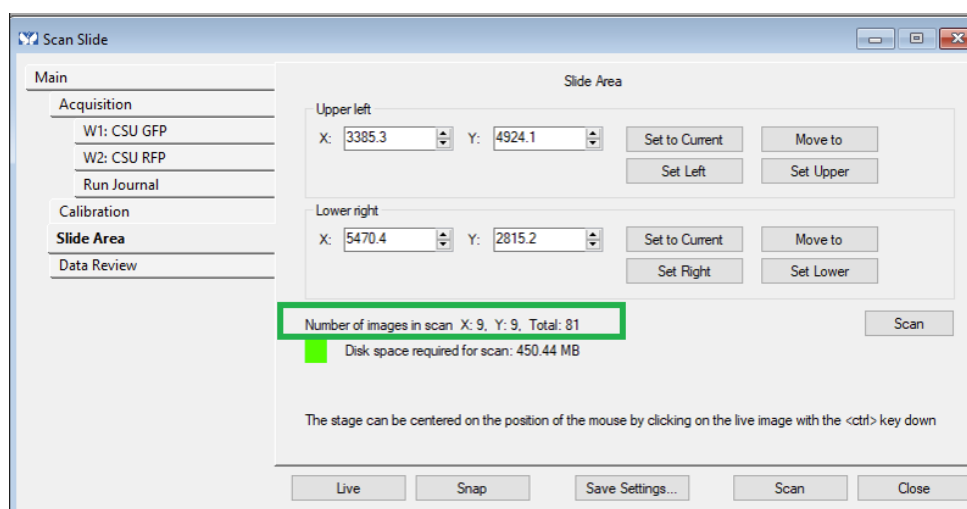 Scan Slide
Main
Acquisition
W1: CSU GFP
W2: CSU RFP
Run Journal
Calibration
Slide Area
Data Review
Slide Area
Upper left
X: 3385.3 Y: 4924.1 Set to Current Move to
Set Left Set Upper
Lower right
X: 5470.4 Y: 2815.2 Set to Current Move to
Set Right Set Lower
Number of images in scan X: 9, Y: 9, Total: 81 Scan
Disk space required for scan: 450.44 MB
The stage can be centered on the position of the mouse by clicking on the live image with the <ctrl> key down
Live Snap Save Settings... Scan Close